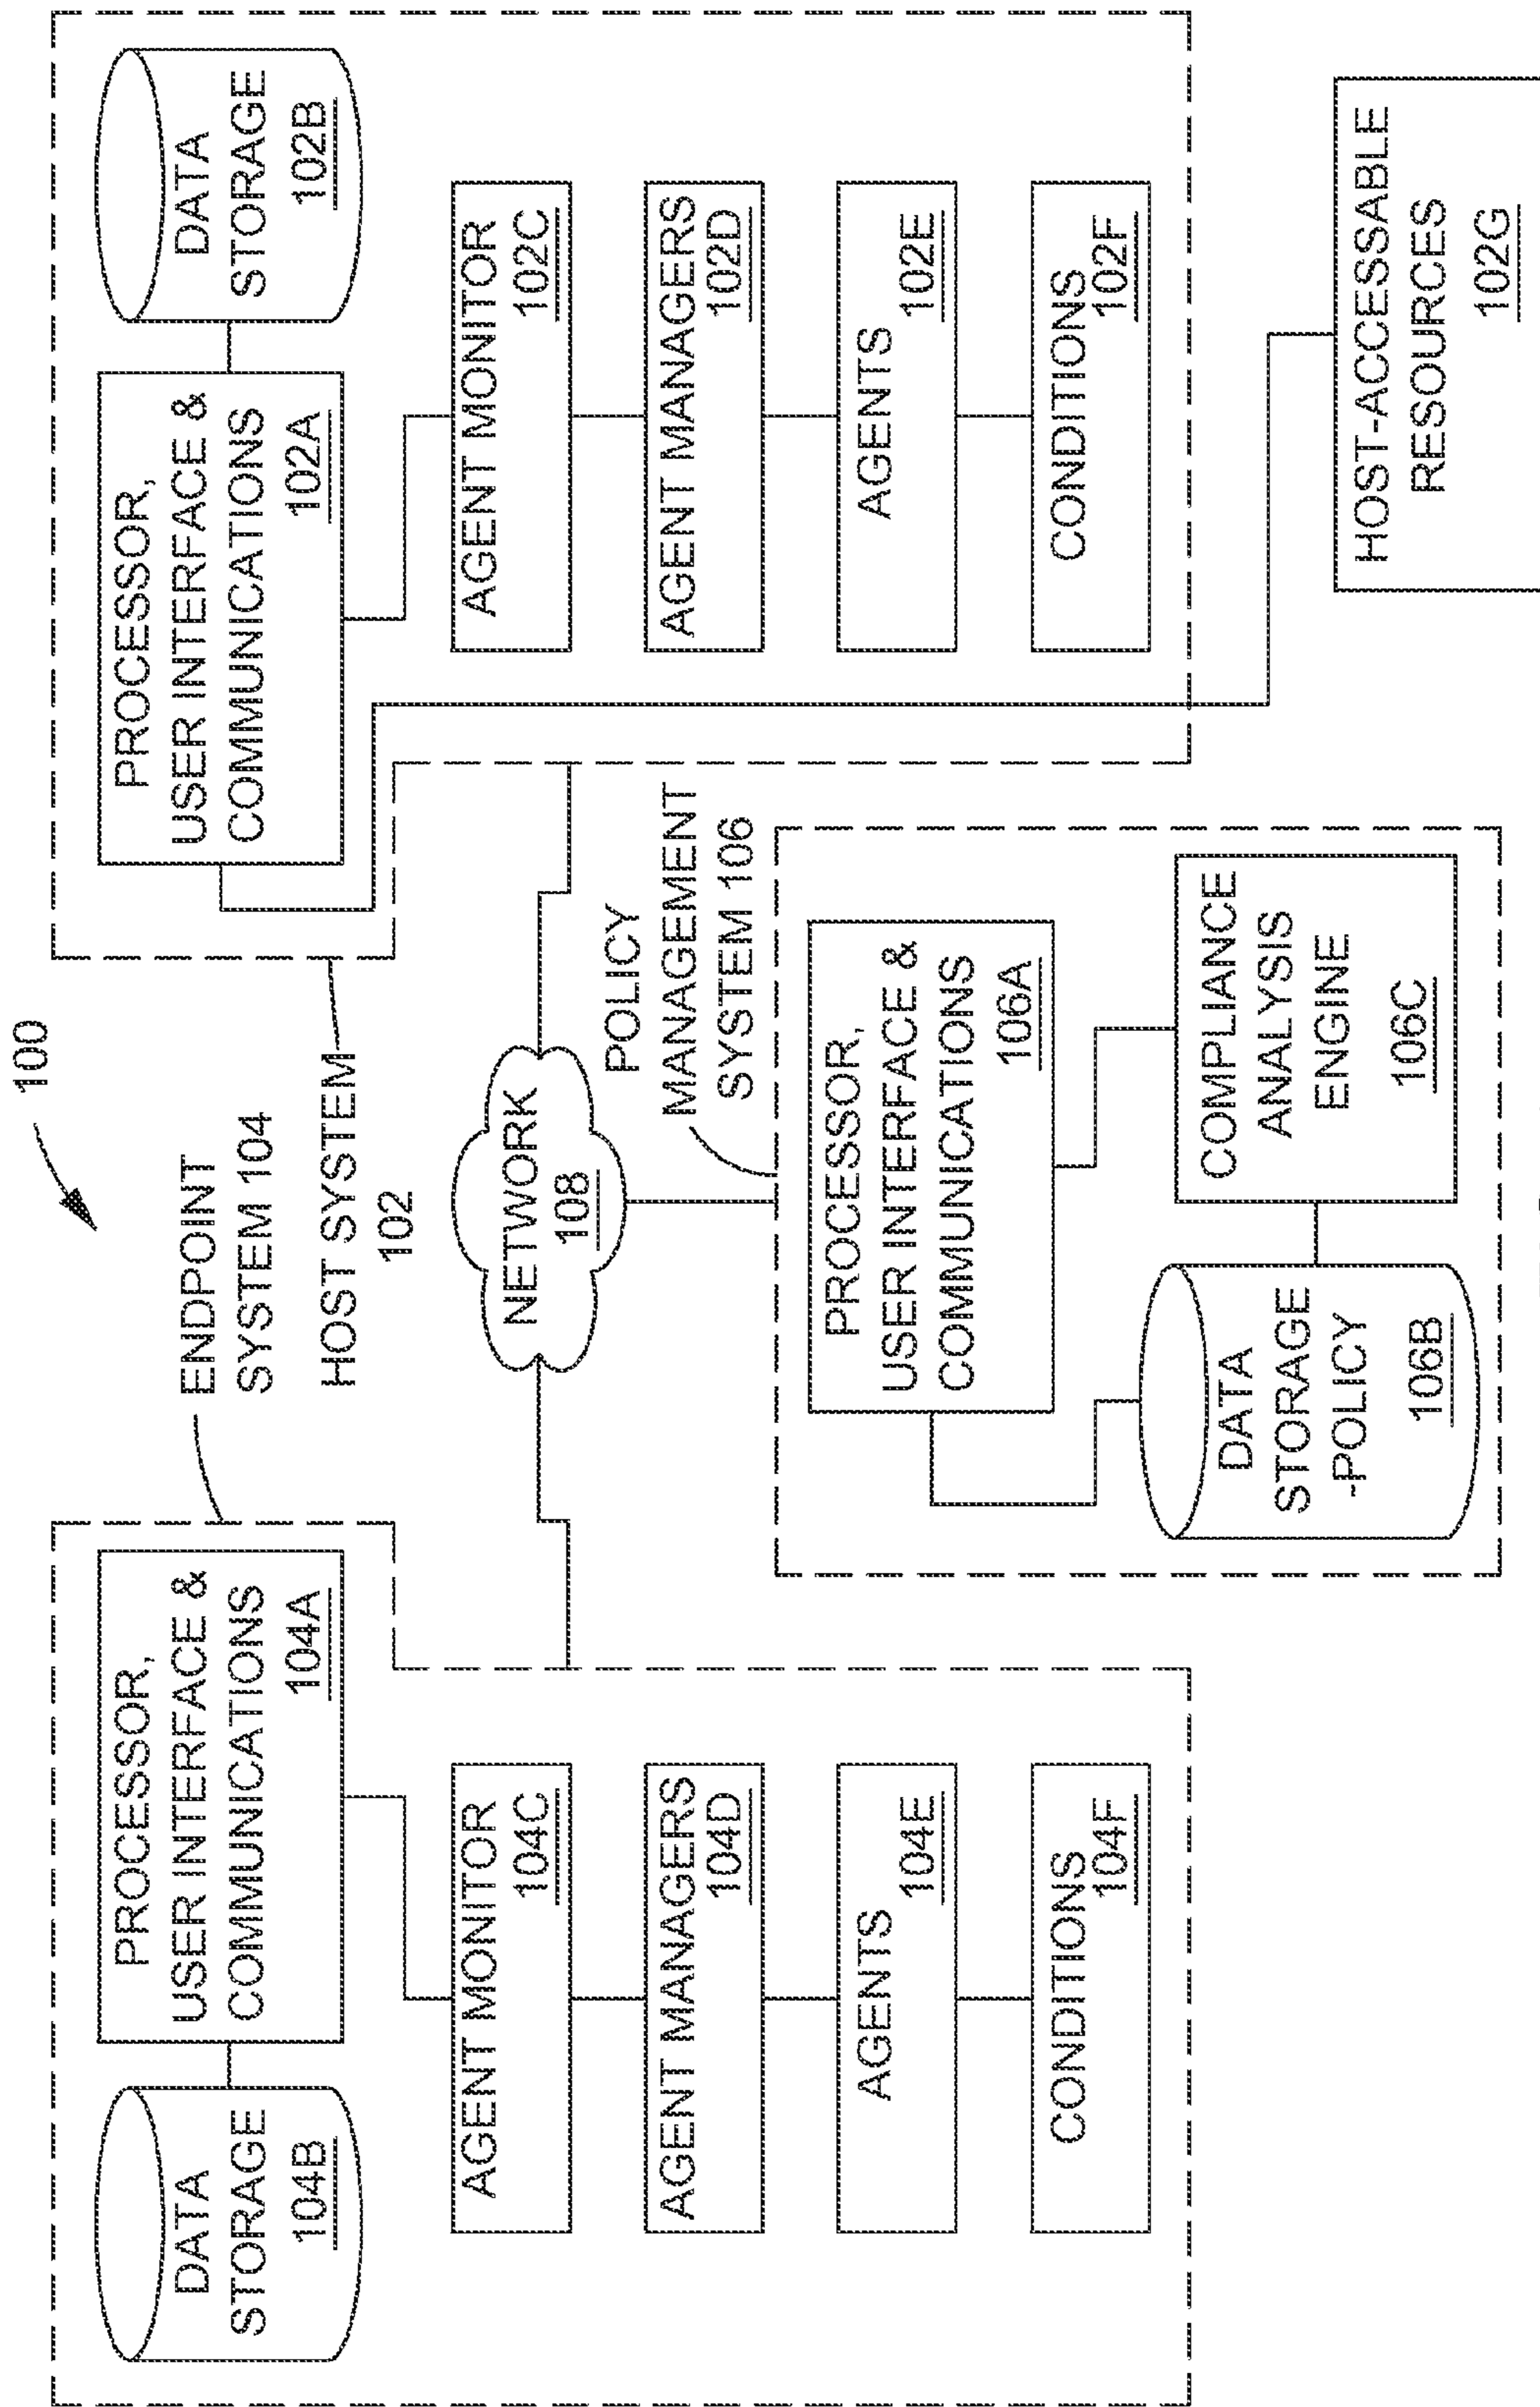 100
ENDPOINT
SYSTEM 104
HOST SYSTEM
102
DATA
STORAGE
104B
PROCESSOR,
USER INTERFACE &
COMMUNICATIONS
104A
AGENT MONITOR
104C
AGENT MANAGERS
104D
AGENTS
104E
CONDITIONS
104F
NETWORK
108
POLICY
MANAGEMENT
SYSTEM 106
PROCESSOR,
USER INTERFACE &
COMMUNICATIONS
106A
DATA
STORAGE
-POLICY
106B
COMPLIANCE
ANALYSIS
ENGINE
106C
PROCESSOR,
USER INTERFACE &
COMMUNICATIONS
102A
DATA
STORAGE
102B
AGENT MONITOR
102C
AGENT MANAGERS
102D
AGENTS
102E
CONDITIONS
102F
HOST-ACCESSABLE
RESOURCES
102G